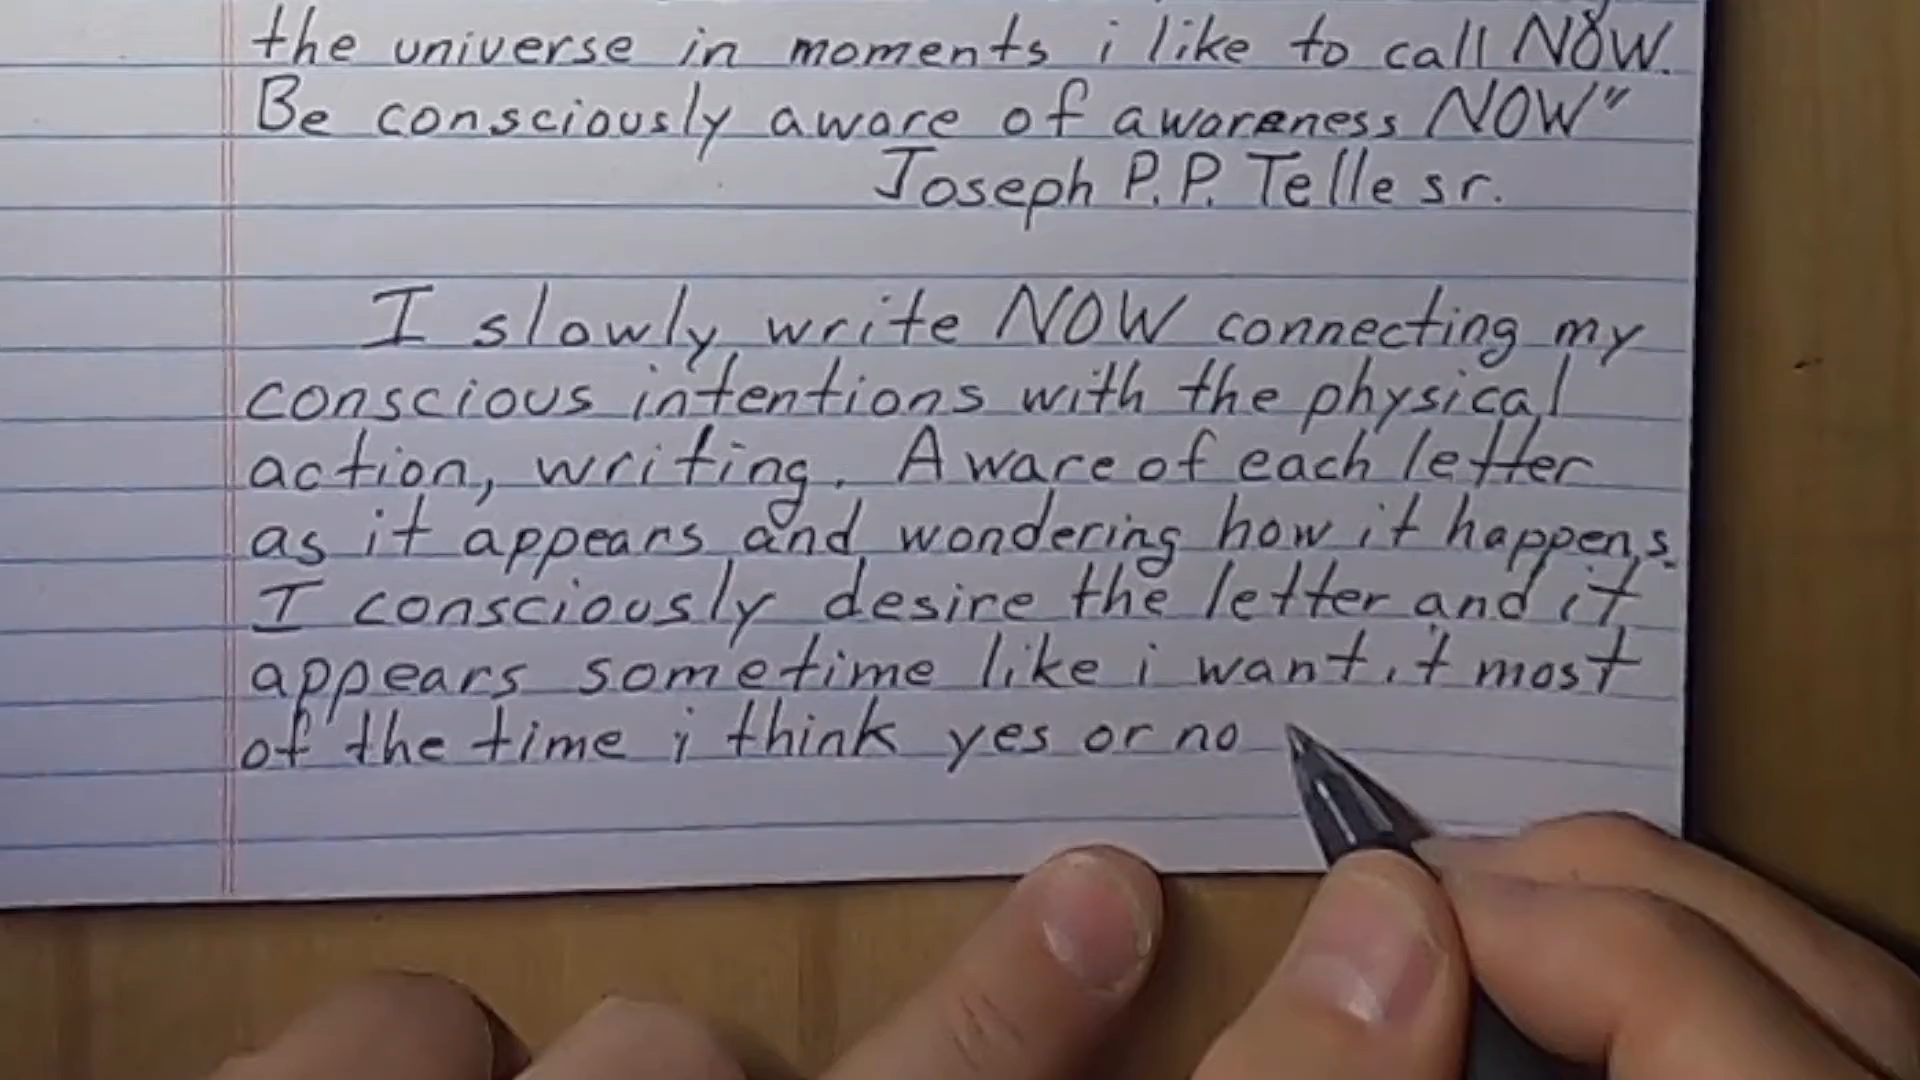 the universe in moments i like to call NOW.
Be consciously aware of awareness NOW"
Joseph P.P. Telle sr.
I slowly write NOW connecting my
conscious intentions with the physical
action, writing. Aware of each letter
as it appears and wondering how it happens.
I consciously desire the letter and it
appears sometime like i want it most
of the time i think yes or no